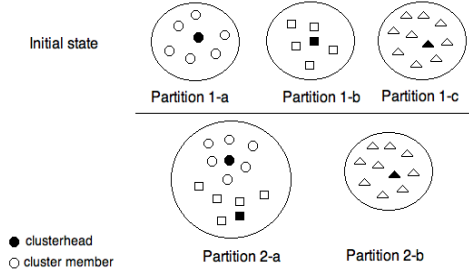 Initial state
Partition 1-a
Partition 1-b
Partition 1-c
Partition 2-a
Partition 2-b
clusterhead
cluster member